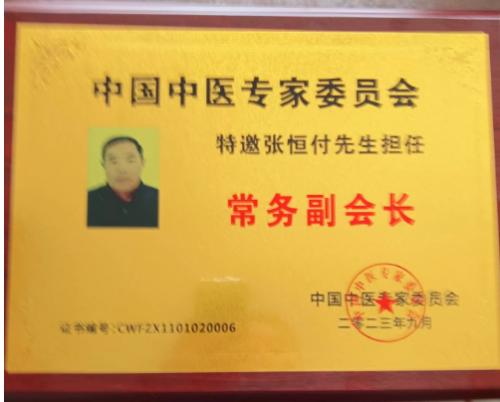 中国中医专家委员会
特邀张恒付先生担任
常务副会长
中国中医专家委员会
二零二三年九月
证书编号:CWFZX1101020006